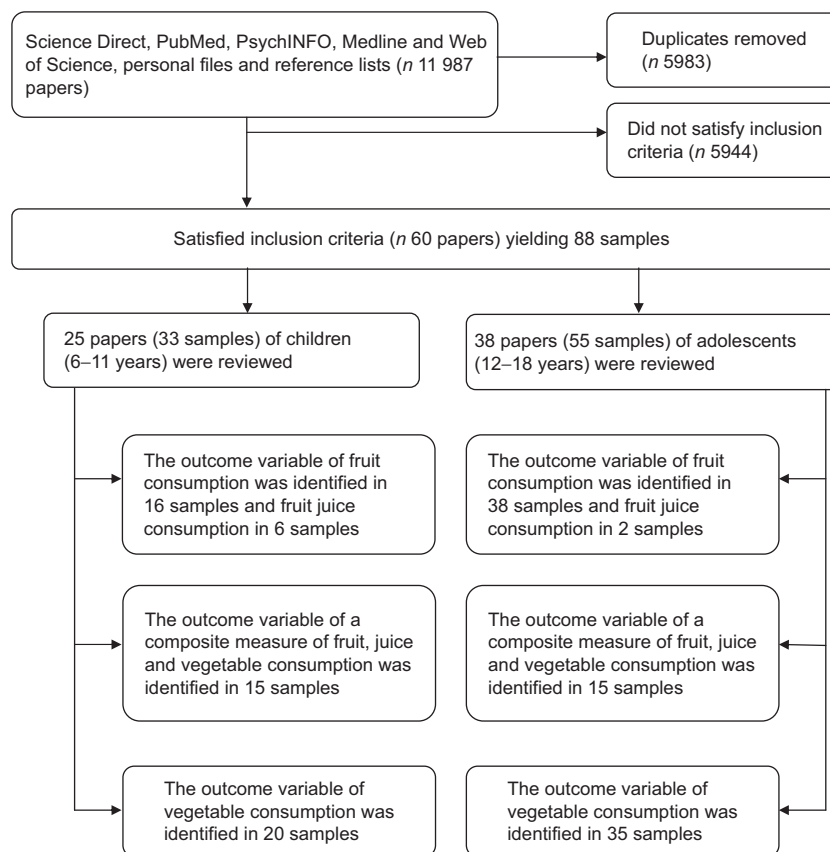 Science Direct, PubMed, PsychINFO, Medline and Web
of Science, personal files and reference lists (n 11 987
papers)
Duplicates removed
(n 5983)
Did not satisfy inclusion
criteria (n 5944)
Satisfied inclusion criteria (n 60 papers) yielding 88 samples
25 papers (33 samples) of children
(6–11 years) were reviewed
38 papers (55 samples) of adolescents
(12–18 years) were reviewed
The outcome variable of fruit
consumption was identified in
16 samples and fruit juice
consumption in 6 samples
The outcome variable of fruit
consumption was identified in
38 samples and fruit juice
consumption in 2 samples
The outcome variable of a
composite measure of fruit, juice
and vegetable consumption was
identified in 15 samples
The outcome variable of a
composite measure of fruit, juice
and vegetable consumption was
identified in 15 samples
The outcome variable of
vegetable consumption was
identified in 20 samples
The outcome variable of
vegetable consumption was
identified in 35 samples